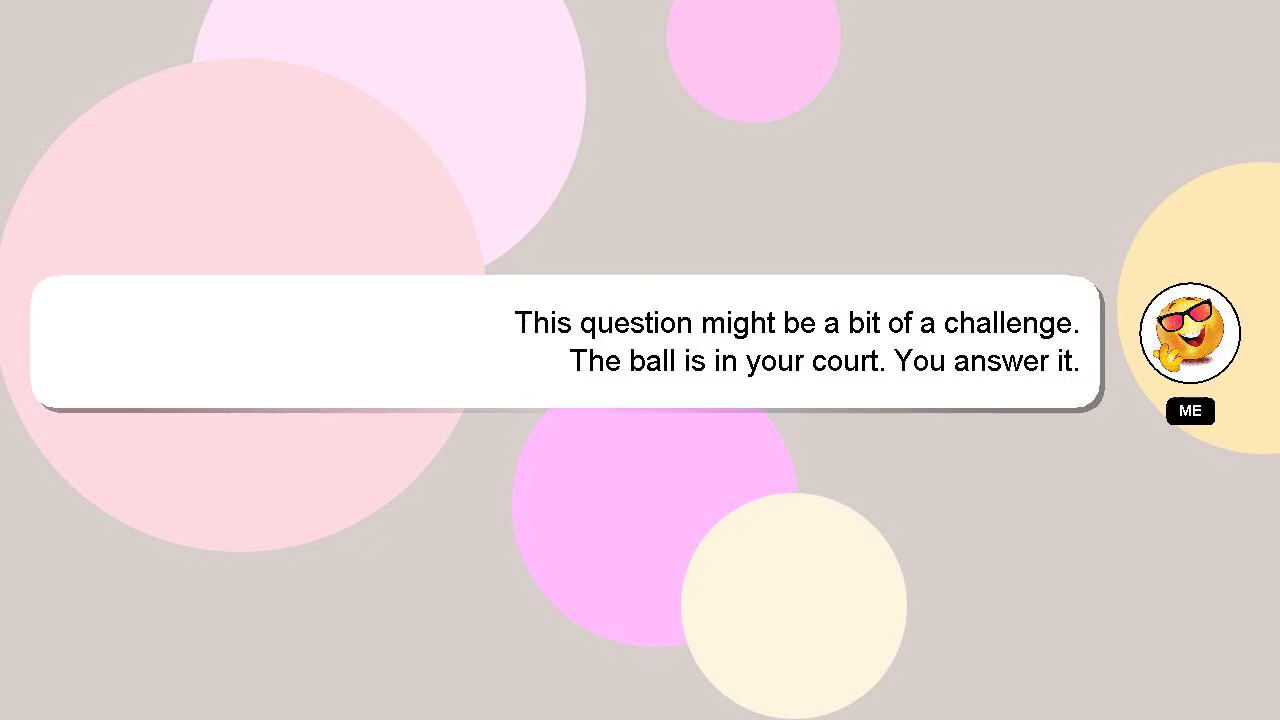 This question might be a bit of a challenge.
The ball is in your court. You answer it.
ME